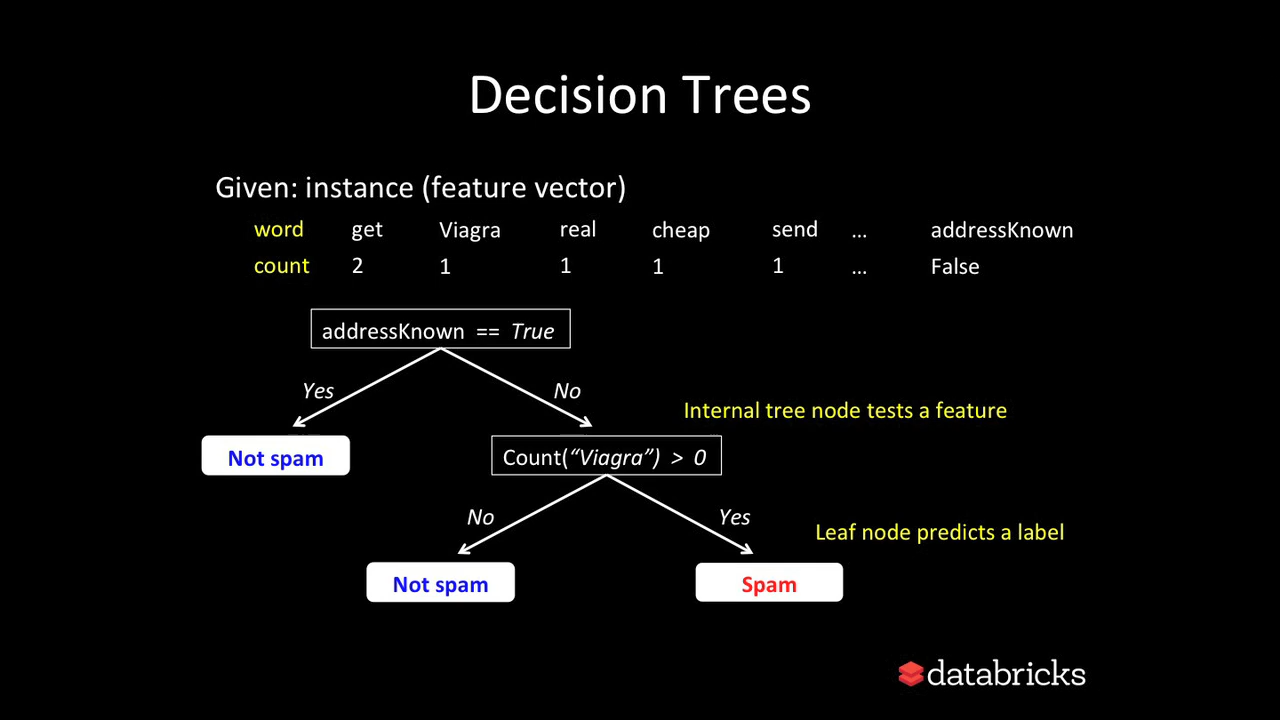 Decision Trees
Given: instance (feature vector)
word get Viagra real cheap send ... addressKnown
count 2 1 1 1 1 ... False
addressKnown == True
Yes No
Internal tree node tests a feature
Not spam Count(“Viagra”) > 0
No Yes
Leaf node predicts a label
Not spam Spam
databricks